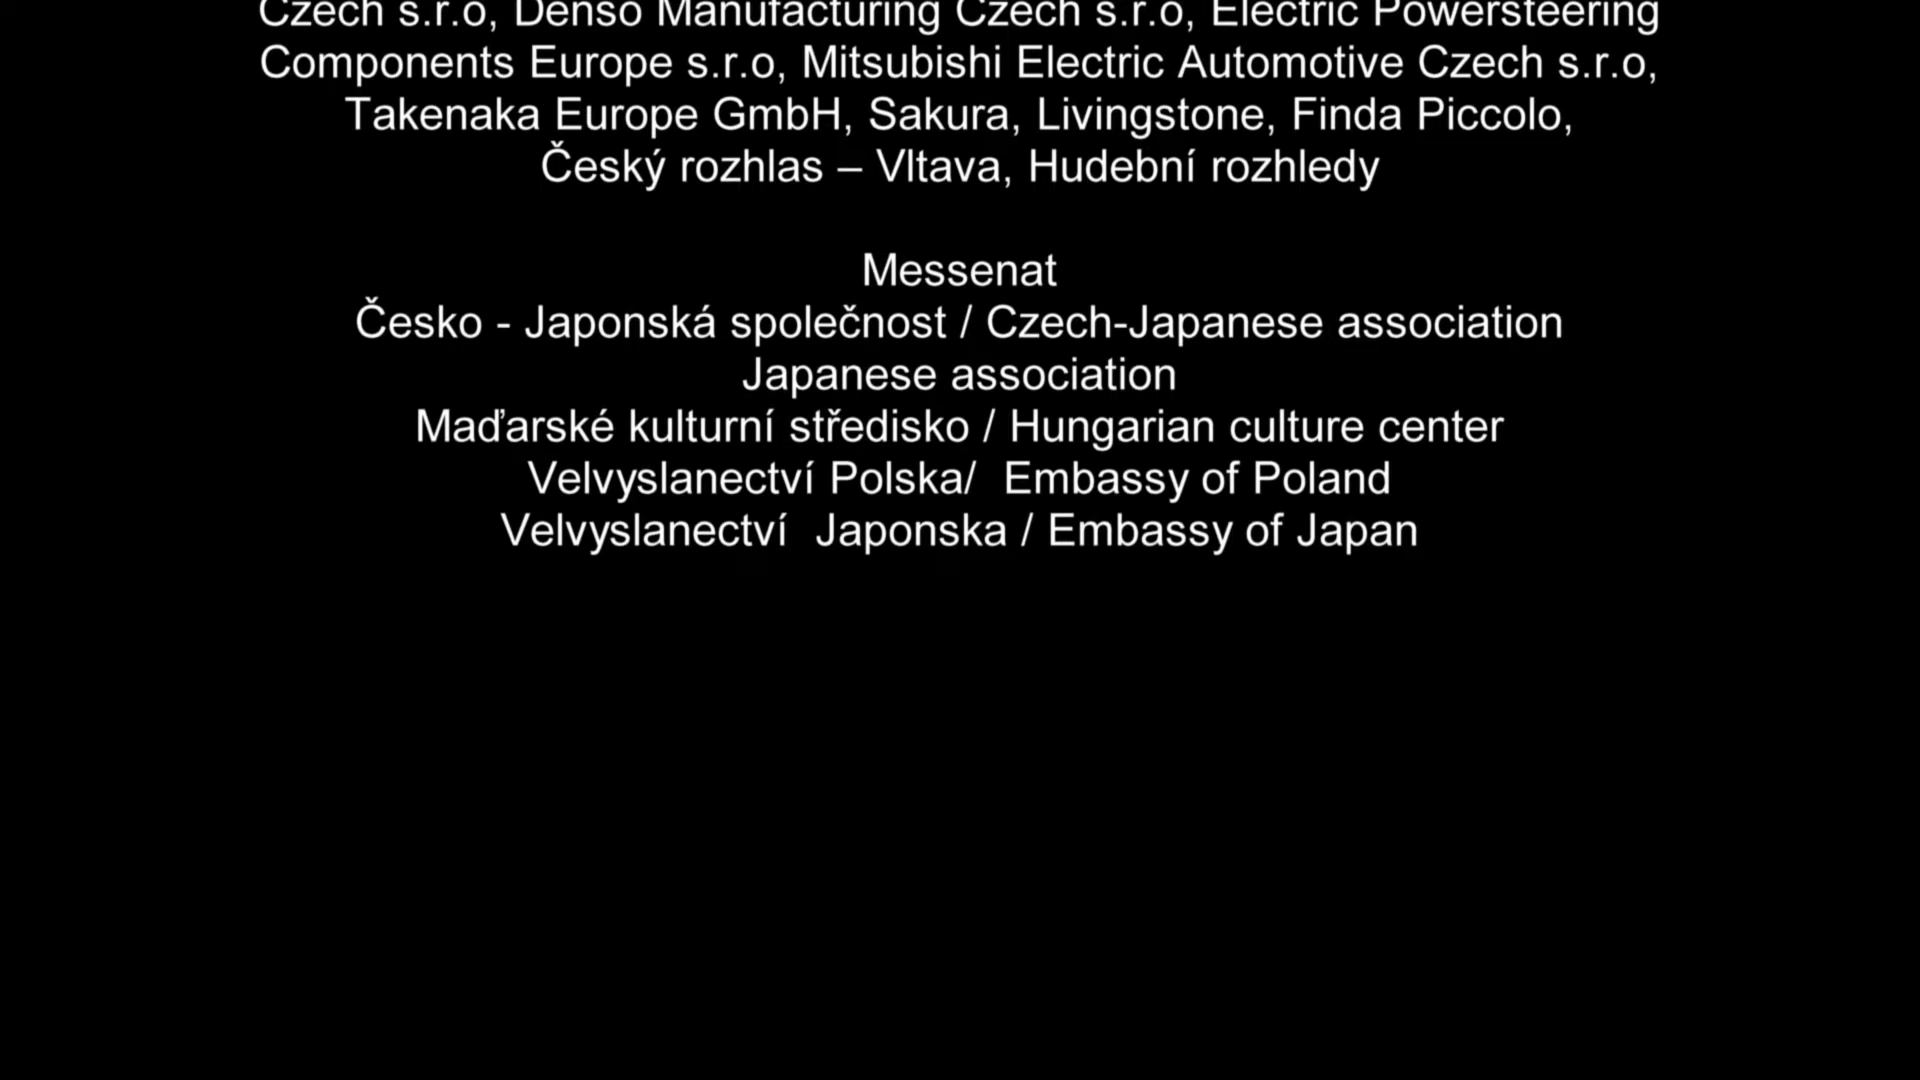 Czech s.r.o, Denso Manufacturing Czech s.r.o, Electric Powersteering
Components Europe s.r.o, Mitsubishi Electric Automotive Czech s.r.o,
Takenaka Europe GmbH, Sakura, Livingstone, Finda Piccolo,
Český rozhlas – Vltava, Hudební rozhledy
Messenat
Česko - Japonská společnost / Czech-Japanese association
Japanese association
Maďarské kulturní středisko / Hungarian culture center
Velvyslanectví Polska/  Embassy of Poland
Velvyslanectví  Japonska / Embassy of Japan